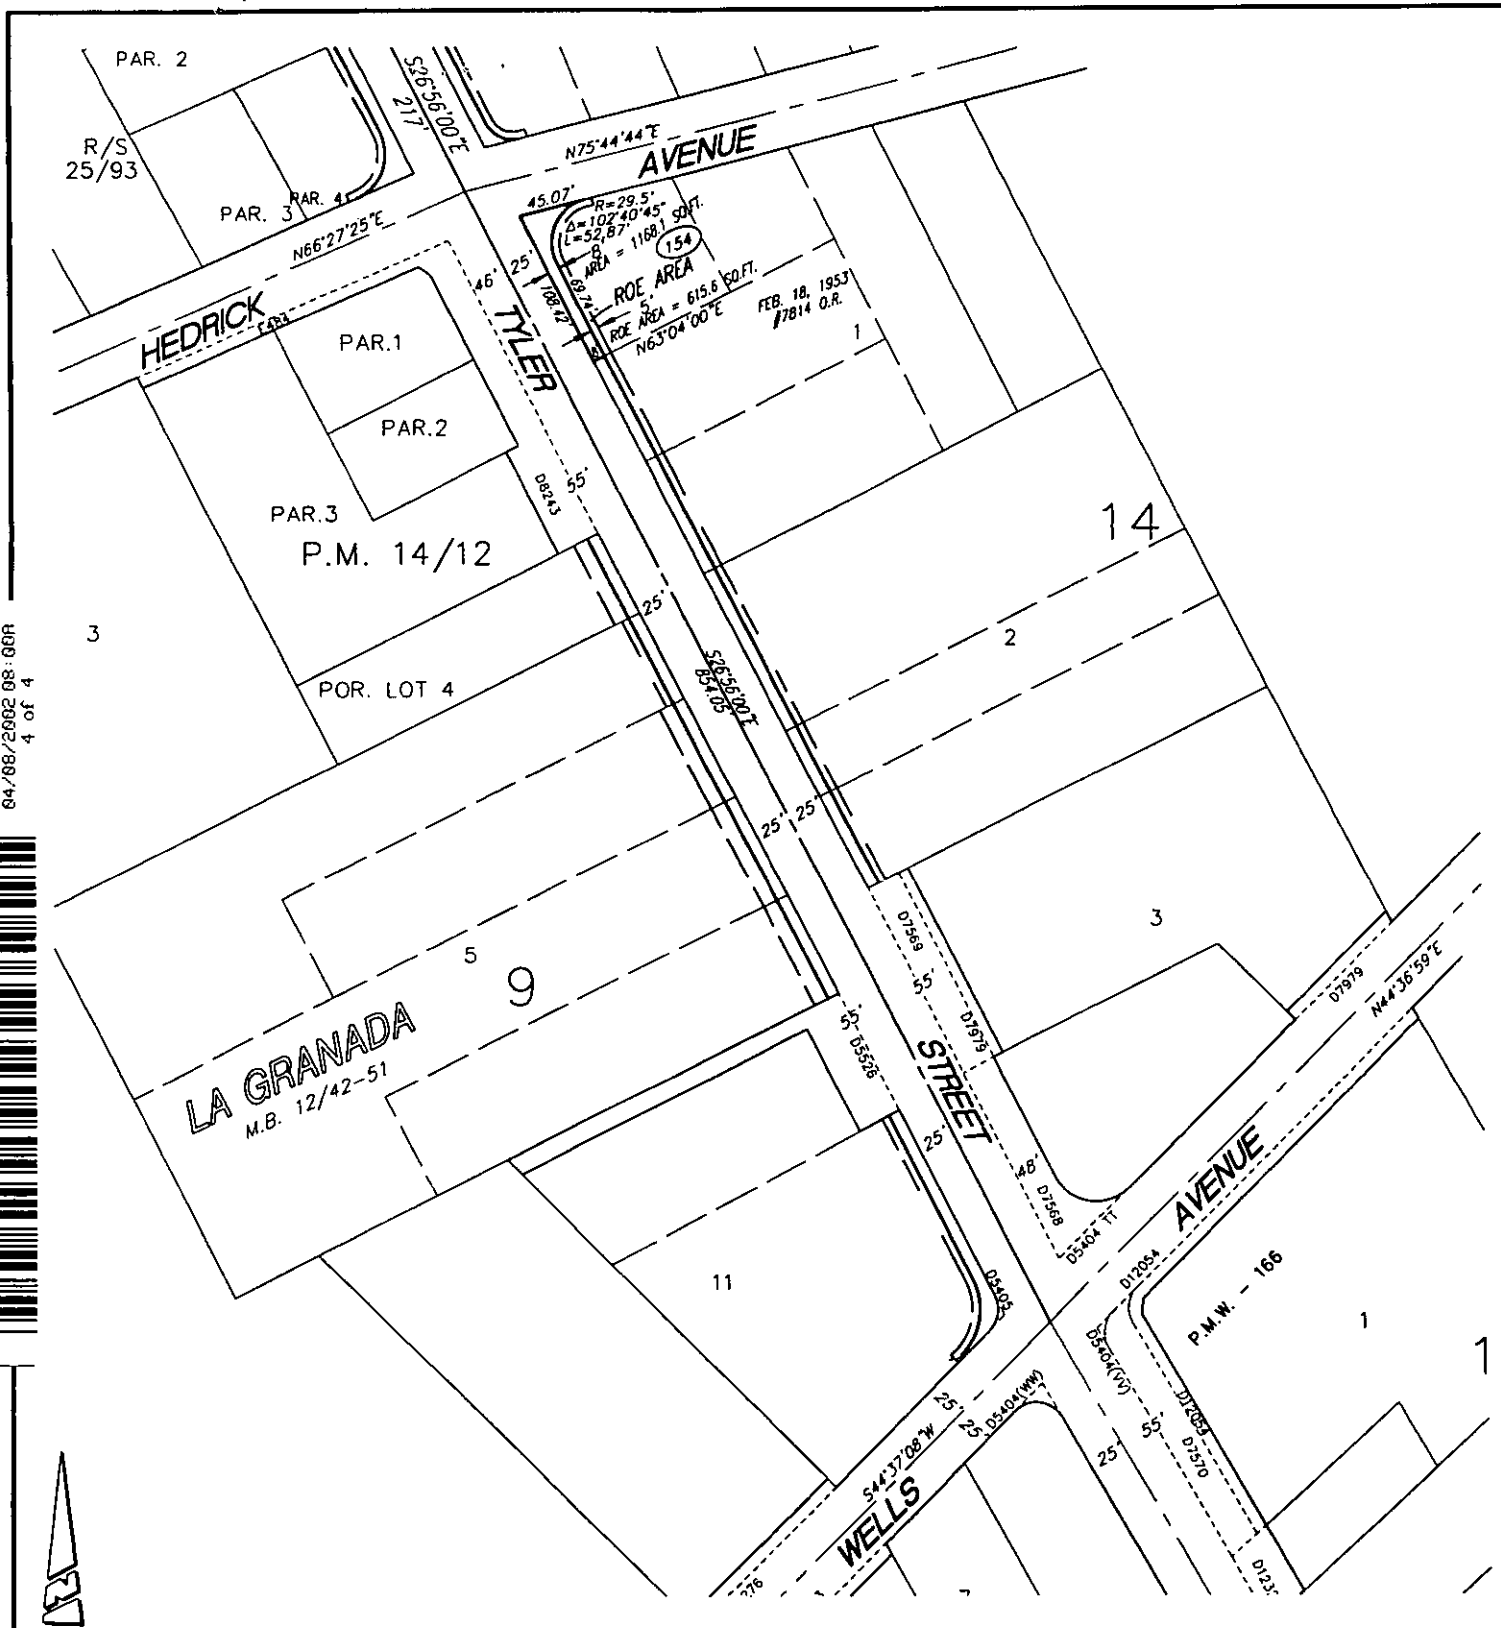 PAR. 2
S26°56'00"E
217'
R/S
25/93
PAR. 3
PAR. 4
N66°27'25"E
HEDRICK
N75°44'44"E
AVENUE
45.07'
R=29.5'
Δ=102°40'45"
L=52.87'
8'
AREA = 1168.1 SQ.FT.
154
ROE AREA
5'
ROE AREA = 615.6 SQ.FT.
N63°04'00"E
FEB. 18, 1953
#7814 O.R.
46'
25'
108.42'
69.74'
8'
1
TYLER
PAR.1
PAR.2
D8243
55'
PAR.3
P.M. 14/12
14
3
25'
2
POR. LOT 4
S26°56'00"E
854.05'
04/08/2002 08:00A
4 of 4
25'
25'
5
9
LA GRANADA
M.B. 12/42-51
D7569
55'
3
D7979
N44°36'59"E
55'
D5526
D7979
STREET
25'
48'
D7568
D5404 TT
AVENUE
11
D5405
D12054
P.M.W. - 166
1
1
D5404(VV)
D5404(WW)
25'
25'
S44°37'08"W
WELLS
D12054
55'
D7570
25'
N